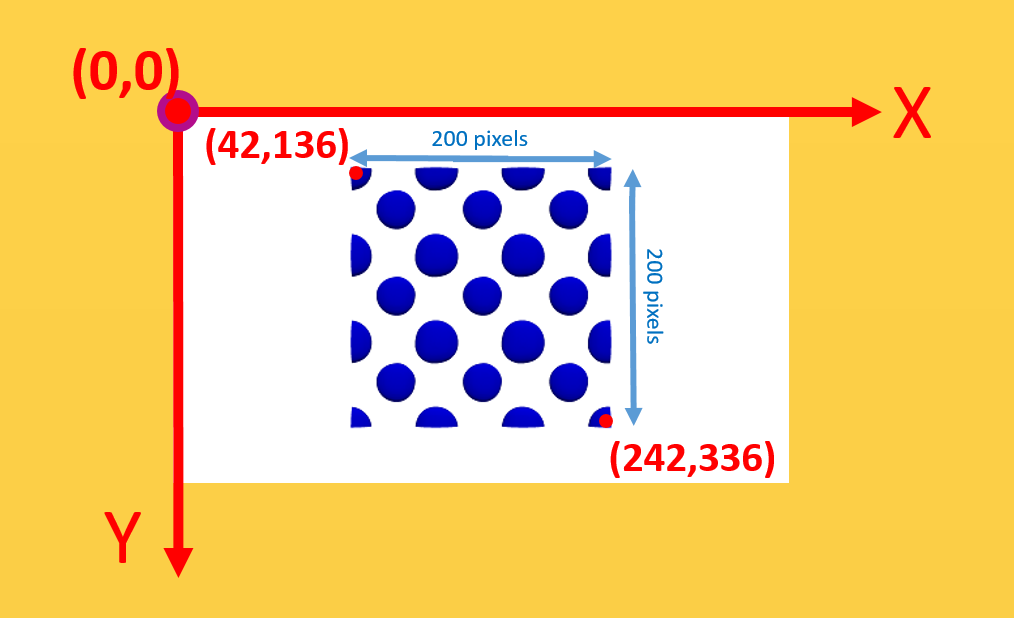 (0,0)
X
(42,136)
200 pixels
200 pixels
(242,336)
Y